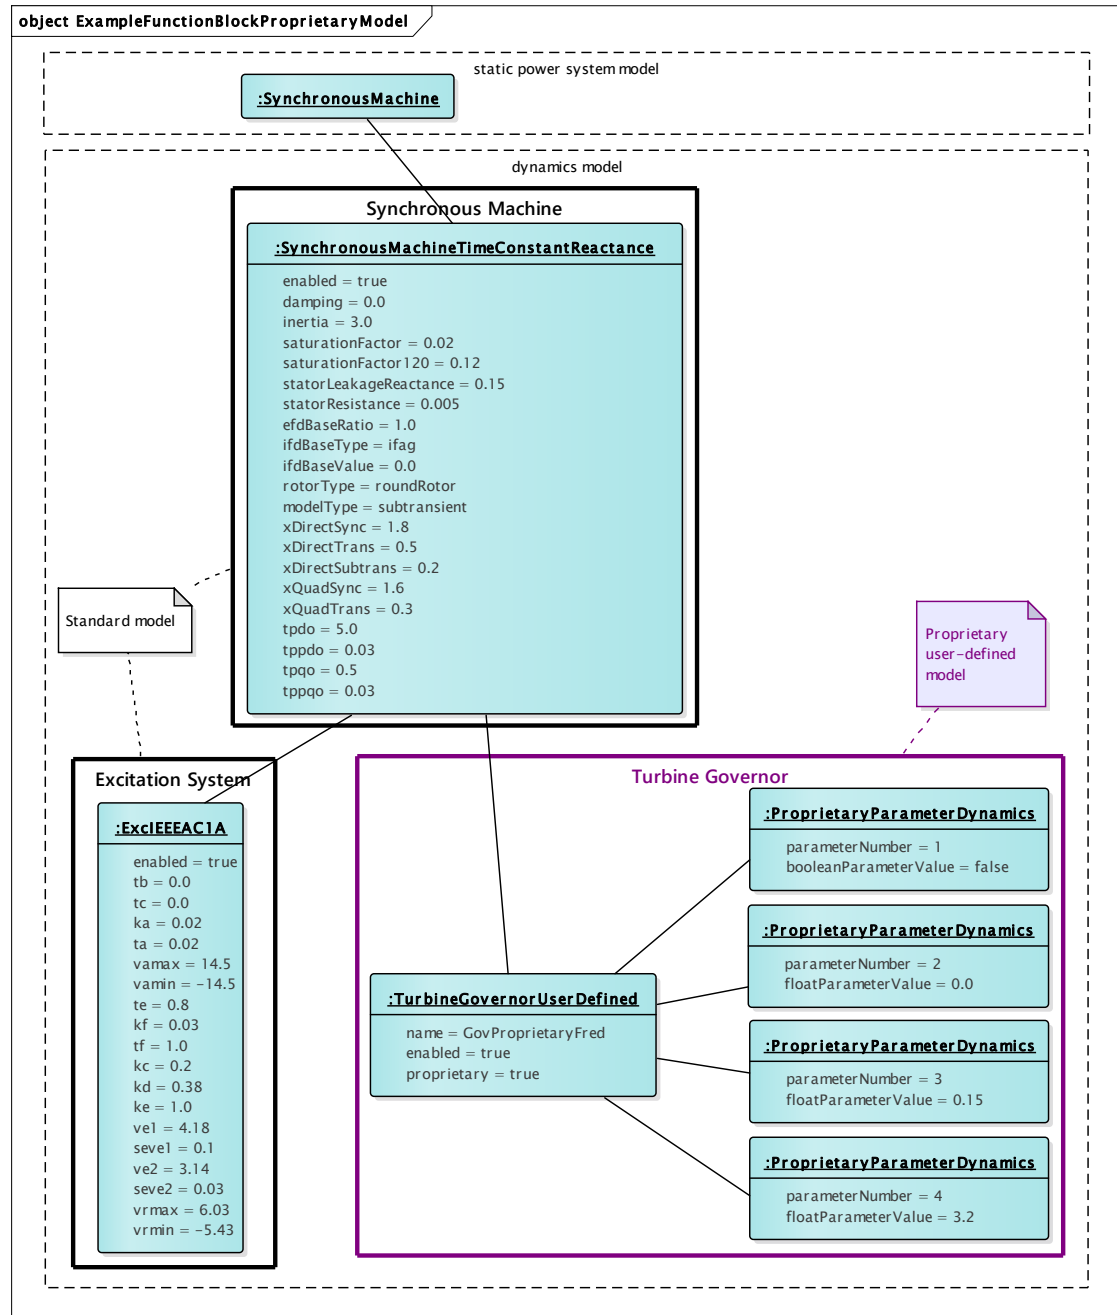 object ExampleFunctionBlockProprietaryModel
static power system model
:SynchronousMachine
dynamics model
Synchronous Machine
:SynchronousMachineTimeConstantReactance
enabled = true
damping = 0.0
inertia = 3.0
saturationFactor = 0.02
saturationFactor120 = 0.12
statorLeakageReactance = 0.15
statorResistance = 0.005
efdBaseRatio = 1.0
ifdBaseType = ifag
ifdBaseValue = 0.0
rotorType = roundRotor
modelType = subtransient
xDirectSync = 1.8
xDirectTrans = 0.5
xDirectSubtrans = 0.2
xQuadSync = 1.6
xQuadTrans = 0.3
tpdo = 5.0
tppdo = 0.03
tpqo = 0.5
tppqo = 0.03
Standard model
Proprietary
user-defined
model
Excitation System
:ExcIEEEAC1A
enabled = true
tb = 0.0
tc = 0.0
ka = 0.02
ta = 0.02
vamax = 14.5
vamin = -14.5
te = 0.8
kf = 0.03
tf = 1.0
kc = 0.2
kd = 0.38
ke = 1.0
ve1 = 4.18
seve1 = 0.1
ve2 = 3.14
seve2 = 0.03
vrmax = 6.03
vrmin = -5.43
Turbine Governor
:TurbineGovernorUserDefined
name = GovProprietaryFred
enabled = true
proprietary = true
:ProprietaryParameterDynamics
parameterNumber = 1
booleanParameterValue = false
:ProprietaryParameterDynamics
parameterNumber = 2
floatParameterValue = 0.0
:ProprietaryParameterDynamics
parameterNumber = 3
floatParameterValue = 0.15
:ProprietaryParameterDynamics
parameterNumber = 4
floatParameterValue = 3.2